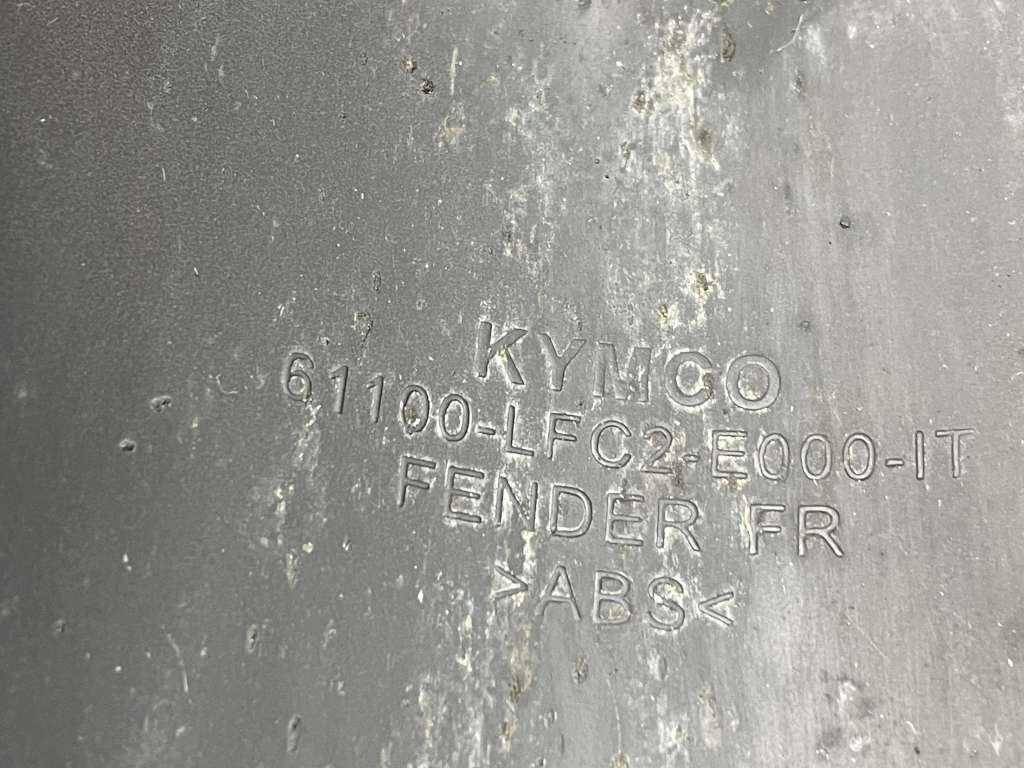 KYMCO
61100-LFC2-E000-IT
FENDER FR
>ABS<